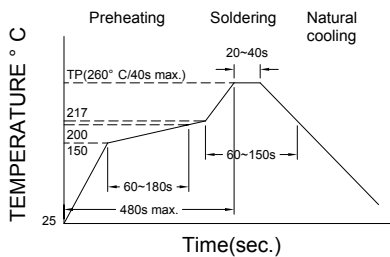 Preheating
Soldering
Natural
cooling
20~40s
TP(260° C/40s max.)
217
200
150
60~150s
60~180s
480s max.
25
TEMPERATURE ° C
Time(sec.)